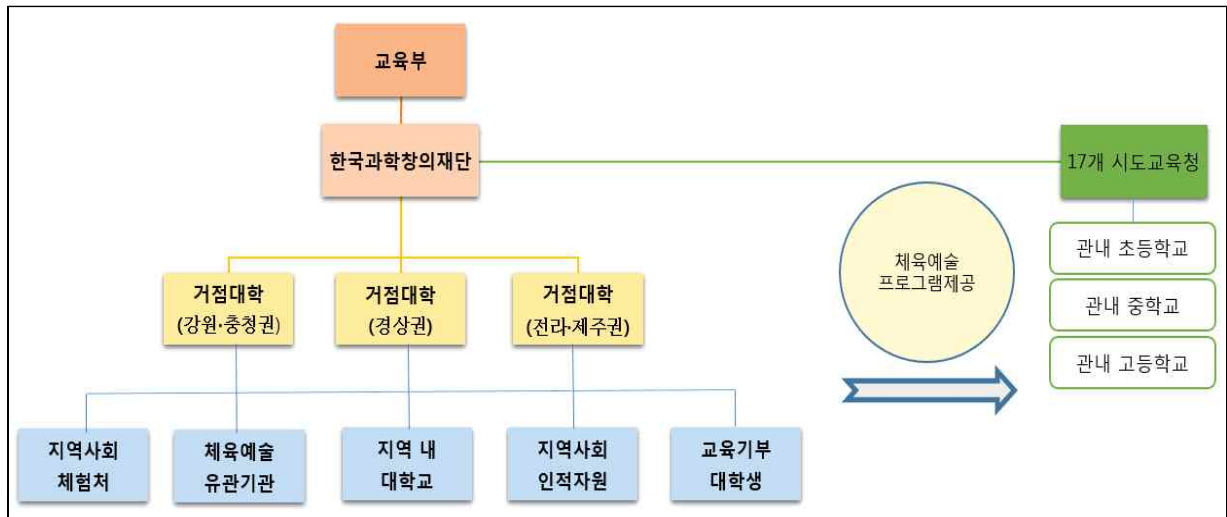 교육부
한국과학창의재단
17개 시도교육청
관내 초등학교
관내 중학교
관내 고등학교
체육예술
프로그램제공
거점대학
(강원·충청권)
거점대학
(경상권)
거점대학
(전라·제주권)
지역사회
체험처
체육예술
유관기관
지역 내
대학교
지역사회
인적자원
교육기부
대학생